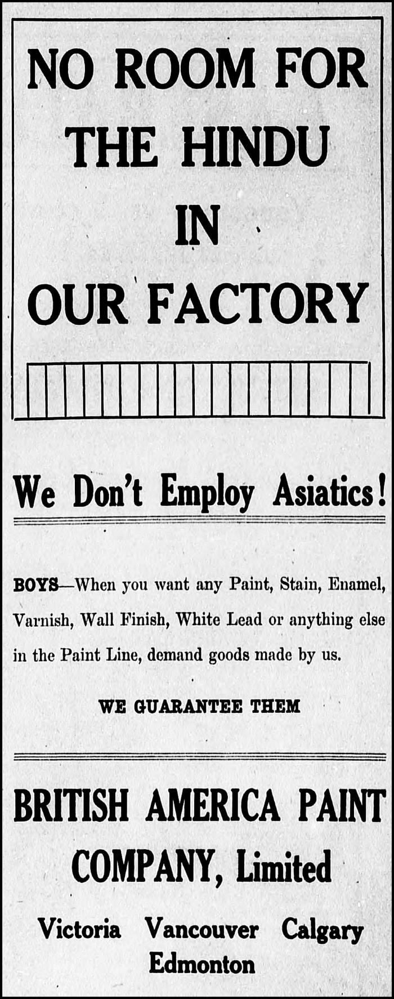 NO ROOM FOR
THE HINDU
IN
OUR FACTORY
We Don't Employ Asiatics!
BOYS—When you want any Paint, Stain, Enamel,
Varnish, Wall Finish, White Lead or anything else
in the Paint Line, demand goods made by us.
WE GUARANTEE THEM
BRITISH AMERICA PAINT
COMPANY, Limited
Victoria Vancouver Calgary
Edmonton